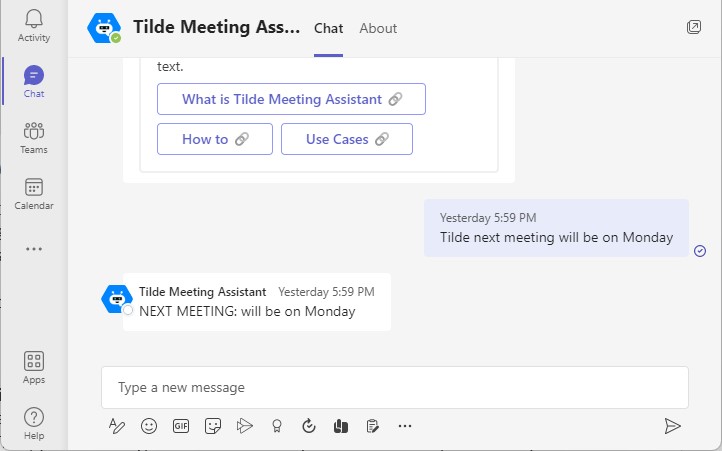 Activity
Chat
Teams
Calendar
Apps
Help
Tilde Meeting Ass...
Chat
About
text.
What is Tilde Meeting Assistant
How to
Use Cases
Yesterday 5:59 PM
Tilde next meeting will be on Monday
Tilde Meeting Assistant Yesterday 5:59 PM
NEXT MEETING: will be on Monday
Type a new message
GIF